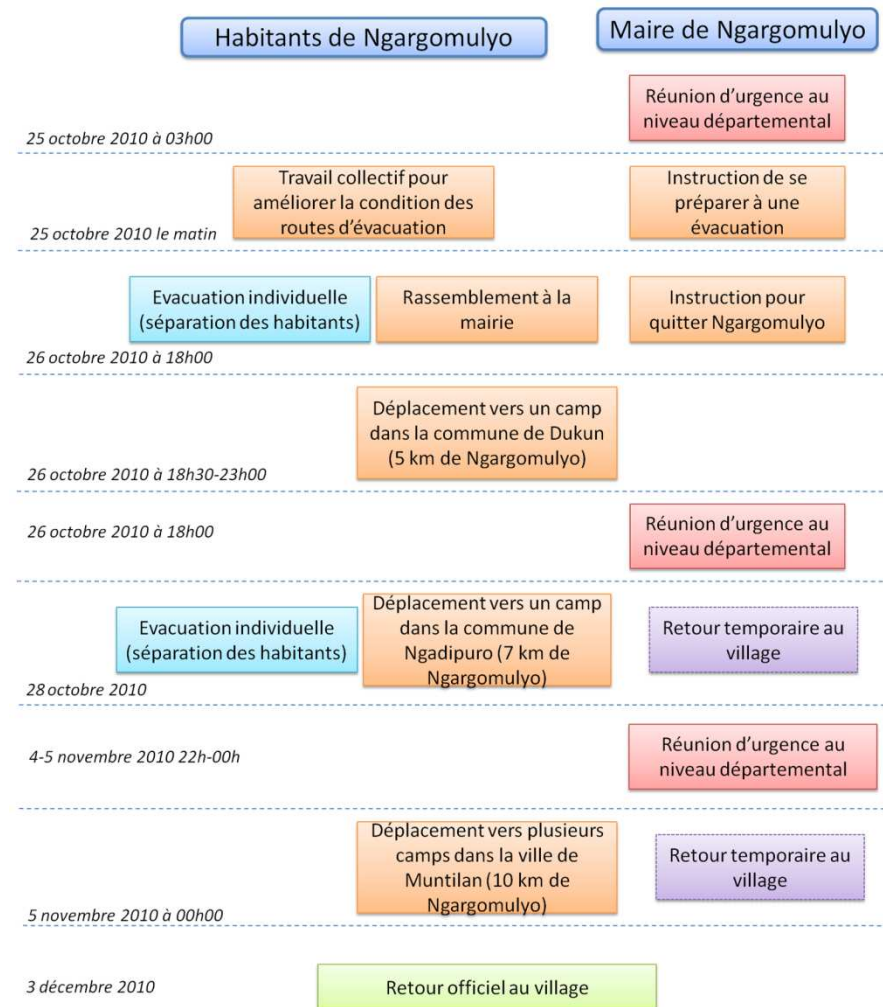 Habitants de Ngargomulyo
Maire de Ngargomulyo
Réunion d'urgence au
niveau départemental
25 octobre 2010 à 03h00
Travail collectif pour
améliorer la condition des
routes d'évacuation
Instruction de se
préparer à une
évacuation
25 octobre 2010 le matin
Evacuation individuelle
(séparation des habitants)
Rassemblement à la
mairie
Instruction pour
quitter Ngargomulyo
26 octobre 2010 à 18h00
Déplacement vers un camp
dans la commune de Dukun
(5 km de Ngargomulyo)
26 octobre 2010 à 18h30-23h00
26 octobre 2010 à 18h00
Réunion d'urgence au
niveau départemental
Evacuation individuelle
(séparation des habitants)
Déplacement vers un camp
dans la commune de
Ngadipuro (7 km de
Ngargomulyo)
Retour temporaire au
village
28 octobre 2010
4-5 novembre 2010 22h-00h
Réunion d'urgence au
niveau départemental
Déplacement vers plusieurs
camps dans la ville de
Muntilan (10 km de
Ngargomulyo)
Retour temporaire au
village
5 novembre 2010 à 00h00
3 décembre 2010
Retour officiel au village